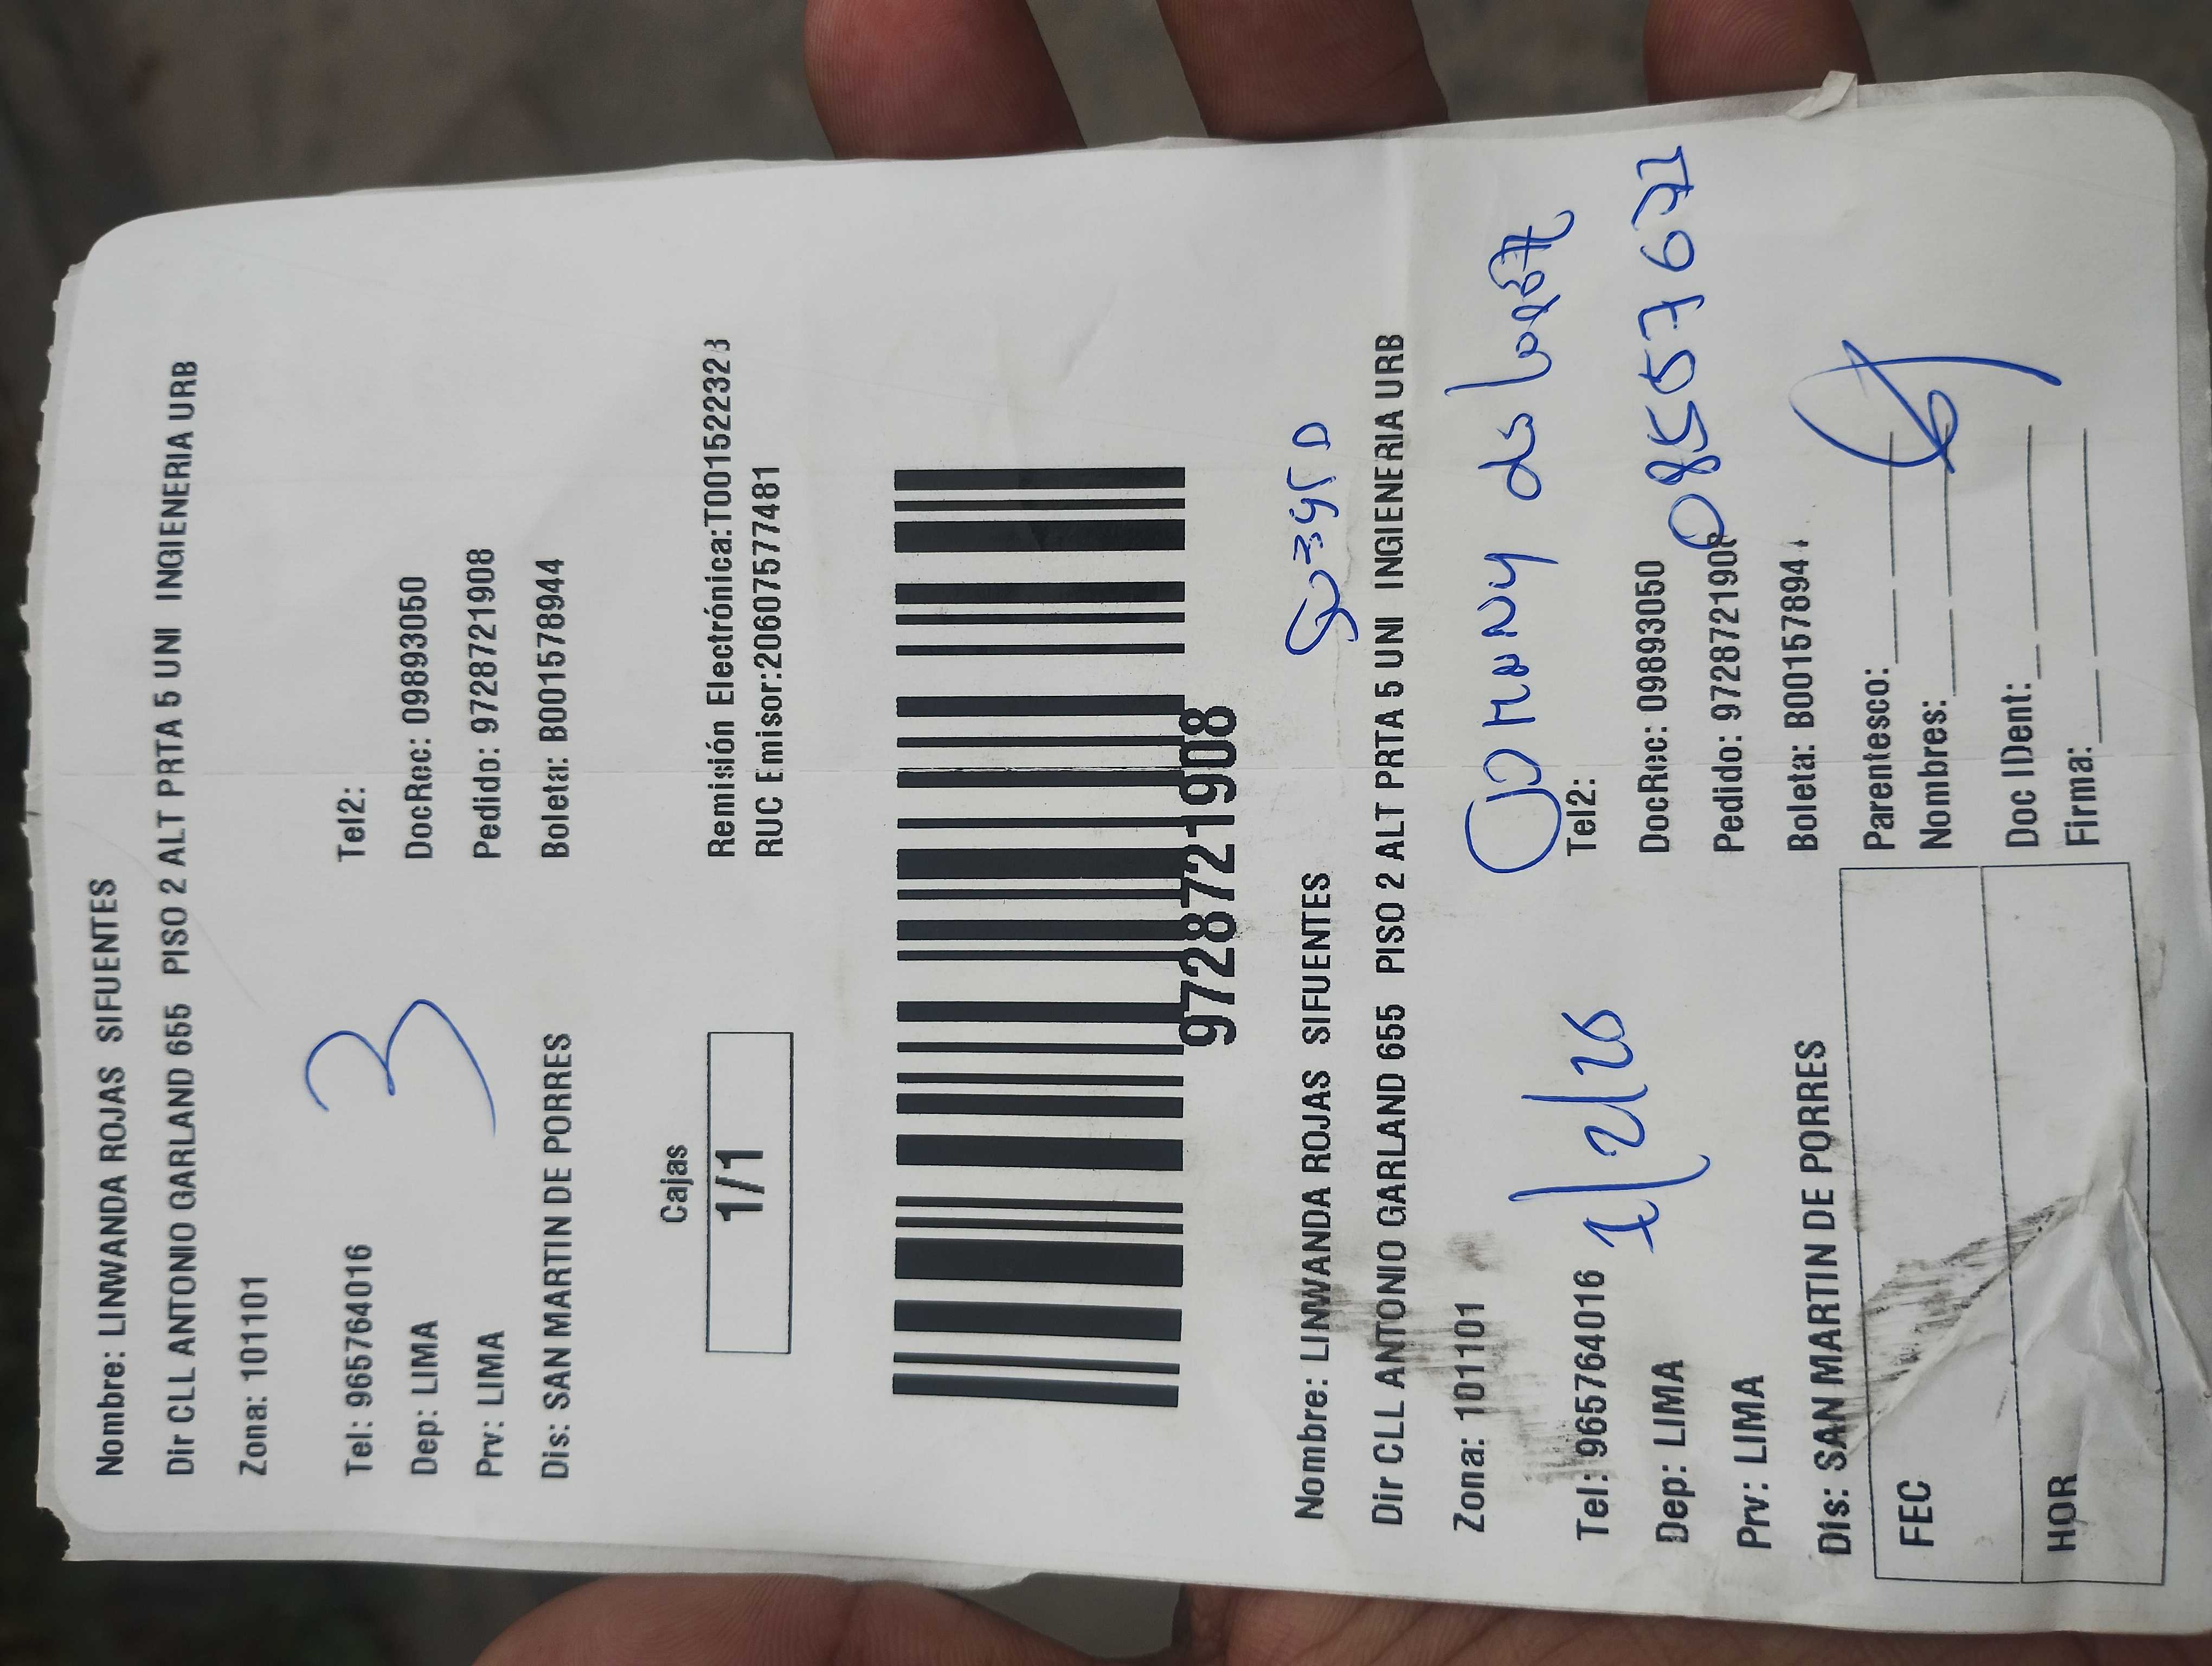 Nombre: LINWANDA ROJAS SIFUENTES
Dir CLL ANTONIO GARLAND 655 PISO 2 ALT PRTA 5 UNI INGIENERIA URB
Zona: 101101
3
Tel: 965764016 Tel2:
Dep: LIMA DocRec: 09893050
Prv: LIMA Pedido: 9728721908
Dis: SAN MARTIN DE PORRES Boleta: B001578944
Cajas
1/1
Remisión Electrónica:T001522323
RUC Emisor:20607577481
9728721908
Nombre: LINWANDA ROJAS SIFUENTES
Dir CLL ANTONIO GARLAND 655 PISO 2 ALT PRTA 5 UNI INGIENERIA URB
Zona: 101101
Tel: 965764016 Tel2:
Dep: LIMA DocRec: 09893050
08557672
Prv: LIMA Pedido: 9728721908
Dis: SAN MARTIN DE PORRES Boleta: B00157894
FEC Parentesco:
Nombres:
HOR Doc IDent:
Firma: